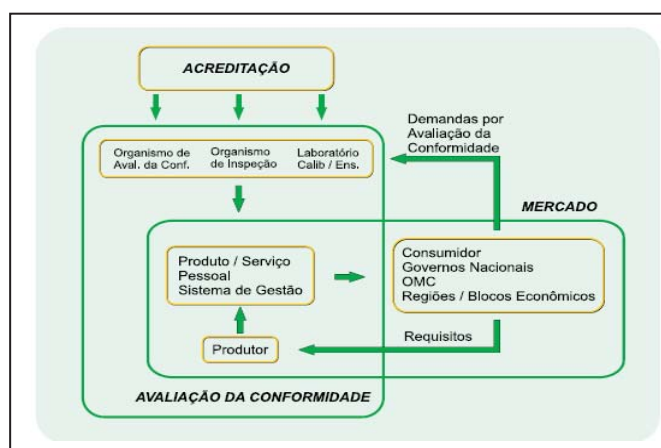 ACREDITAÇÃO
Organismo de
Aval. da Conf.
Organismo
de Inspeção
Laboratório
Calib / Ens.
Demandas por
Avaliação da
Conformidade
MERCADO
Produto / Serviço
Pessoal
Sistema de Gestão
Consumidor
Governos Nacionais
OMC
Regiões / Blocos Econômicos
Produtor
Requisitos
AVALIAÇÃO DA CONFORMIDADE